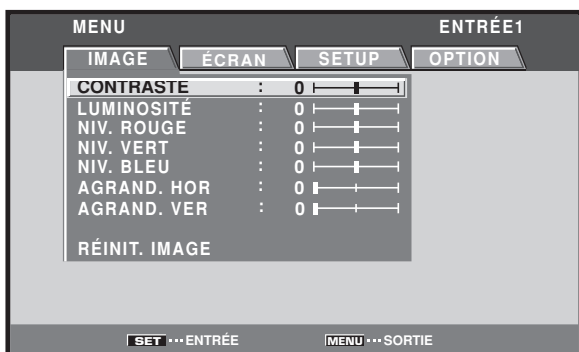 MENU ENTRÉE1
IMAGE ÉCRAN SETUP OPTION
CONTRASTE : 0
LUMINOSITÉ : 0
NIV. ROUGE : 0
NIV. VERT : 0
NIV. BLEU : 0
AGRAND. HOR : 0
AGRAND. VER : 0
RÉINIT. IMAGE
SET ··· ENTRÉE MENU ··· SORTIE